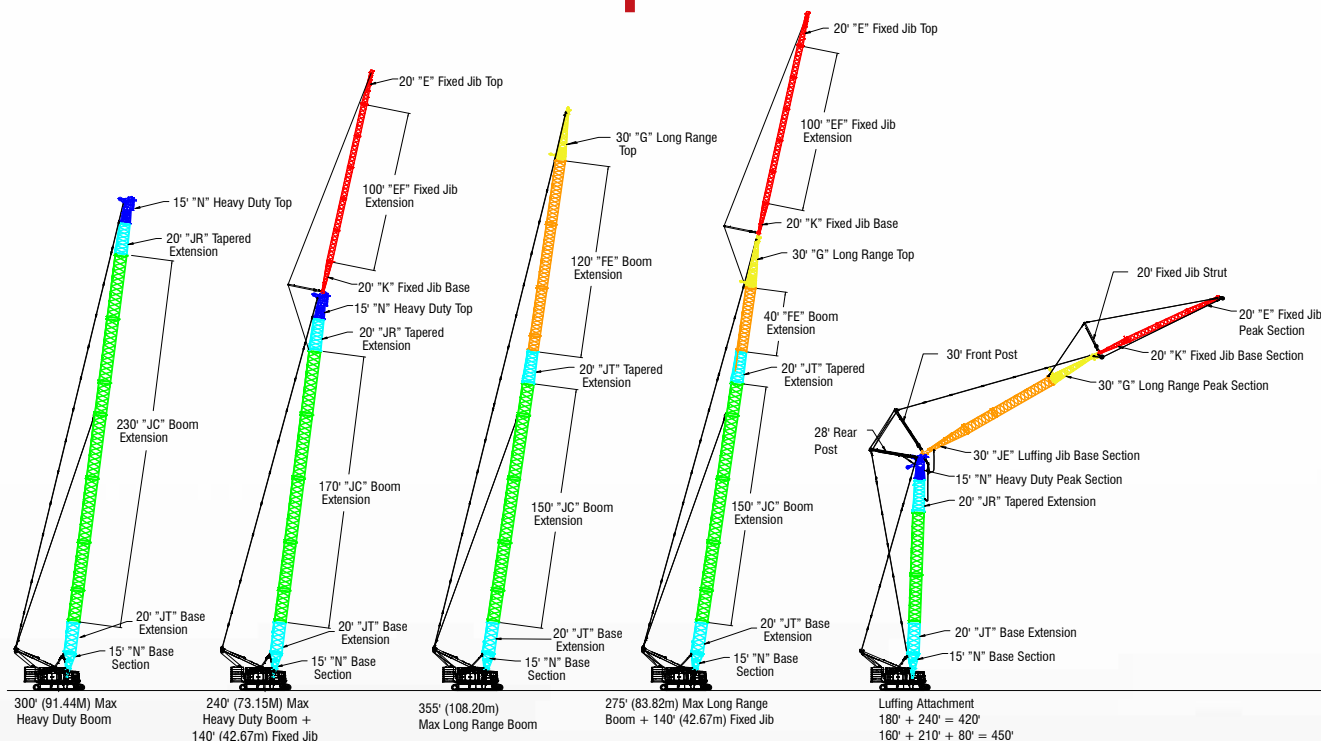 15' "N" Heavy Duty Top
20' "JR" Tapered
Extension
230' "JC" Boom
Extension
20' "JT" Base
Extension
15' "N" Base
Section
300' (91.44M) Max
Heavy Duty Boom
20' "E" Fixed Jib Top
100' "EF" Fixed Jib
Extension
20' "K" Fixed Jib Base
15' "N" Heavy Duty Top
20' "JR" Tapered
Extension
170' "JC" Boom
Extension
20' "JT" Base
Extension
15' "N" Base
Section
240' (73.15M) Max
Heavy Duty Boom +
140' (42.67m) Fixed Jib
30' "G" Long Range
Top
120' "FE" Boom
Extension
20' "JT" Tapered
Extension
150' "JC" Boom
Extension
20' "JT" Base
Extension
15' "N" Base
Section
355' (108.20m)
Max Long Range Boom
20' "E" Fixed Jib Top
100' "EF" Fixed Jib
Extension
20' "K" Fixed Jib Base
30' "G" Long Range Top
40' "FE" Boom
Extension
20' "JT" Tapered
Extension
150' "JC" Boom
Extension
20' "JT" Base
Extension
15' "N" Base
Section
275' (83.82m) Max Long Range
Boom + 140' (42.67m) Fixed Jib
20' Fixed Jib Strut
20' "E" Fixed Jib
Peak Section
20' "K" Fixed Jib Base Section
30' Front Post
30' "G" Long Range Peak Section
28' Rear
Post
30' "JE" Luffing Jib Base Section
15' "N" Heavy Duty Peak Section
20' "JR" Tapered Extension
20' "JT" Base Extension
15' "N" Base Section
Luffing Attachment
180' + 240' = 420'
160' + 210' + 80' = 450'